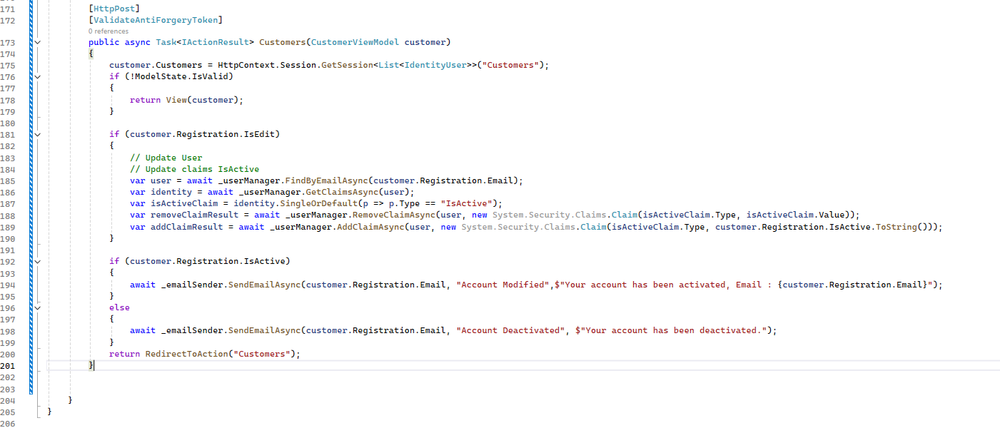 171 [HttpPost]
172 [ValidateAntiForgeryToken]
0 references
173 public async Task<IActionResult> Customers(CustomerViewModel customer)
174 {
175 customer.Customers = HttpContext.Session.GetSession<List<IdentityUser>>("Customers");
176 if (!ModelState.IsValid)
177 {
178 return View(customer);
179 }
180
181 if (customer.Registration.IsEdit)
182 {
183 // Update User
184 // Update claims IsActive
185 var user = await _userManager.FindByEmailAsync(customer.Registration.Email);
186 var identity = await _userManager.GetClaimsAsync(user);
187 var isActiveClaim = identity.SingleOrDefault(p => p.Type == "IsActive");
188 var removeClaimResult = await _userManager.RemoveClaimAsync(user, new System.Security.Claims.Claim(isActiveClaim.Type, isActiveClaim.Value));
189 var addClaimResult = await _userManager.AddClaimAsync(user, new System.Security.Claims.Claim(isActiveClaim.Type, customer.Registration.IsActive.ToString()));
190 }
191
192 if (customer.Registration.IsActive)
193 {
194 await _emailSender.SendEmailAsync(customer.Registration.Email, "Account Modified",$"Your account has been activated, Email : {customer.Registration.Email}");
195 }
196 else
197 {
198 await _emailSender.SendEmailAsync(customer.Registration.Email, "Account Deactivated", $"Your account has been deactivated.");
199 }
200 return RedirectToAction("Customers");
201 }
202
203
204 }
205 }
206